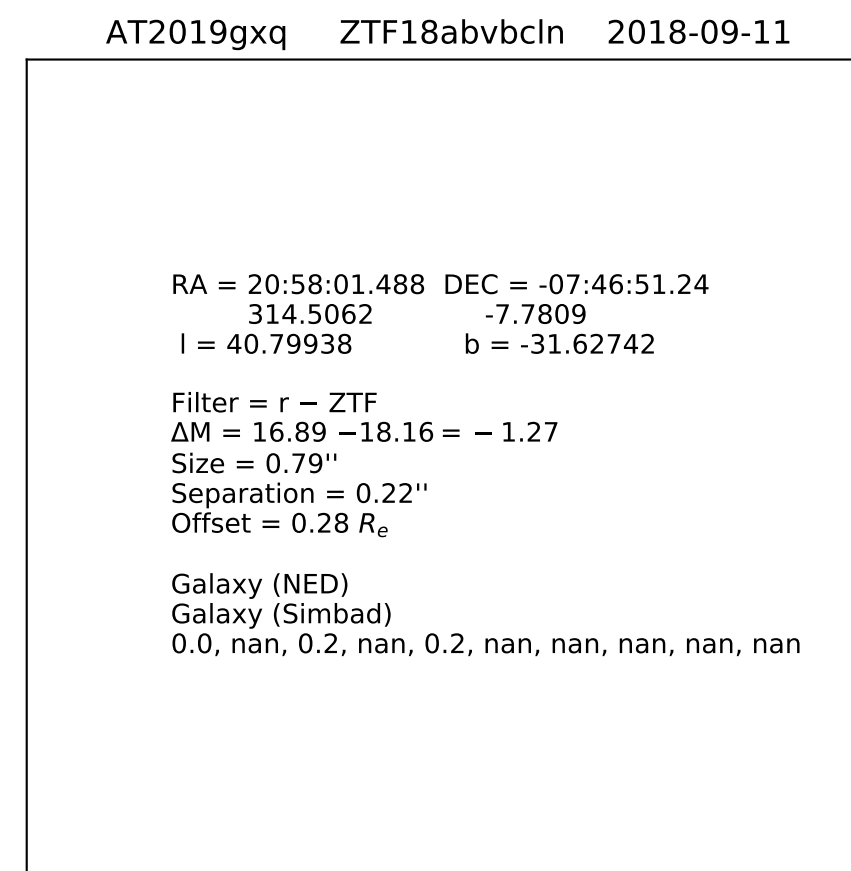 AT2019gxq ZTF18abvbcln 2018-09-11
RA = 20:58:01.488 DEC = -07:46:51.24
314.5062 -7.7809
l = 40.79938 b = -31.62742
Filter = r − ZTF
ΔM = 16.89 −18.16 = − 1.27
Size = 0.79''
Separation = 0.22''
Offset = 0.28 Re
Galaxy (NED)
Galaxy (Simbad)
0.0, nan, 0.2, nan, 0.2, nan, nan, nan, nan, nan